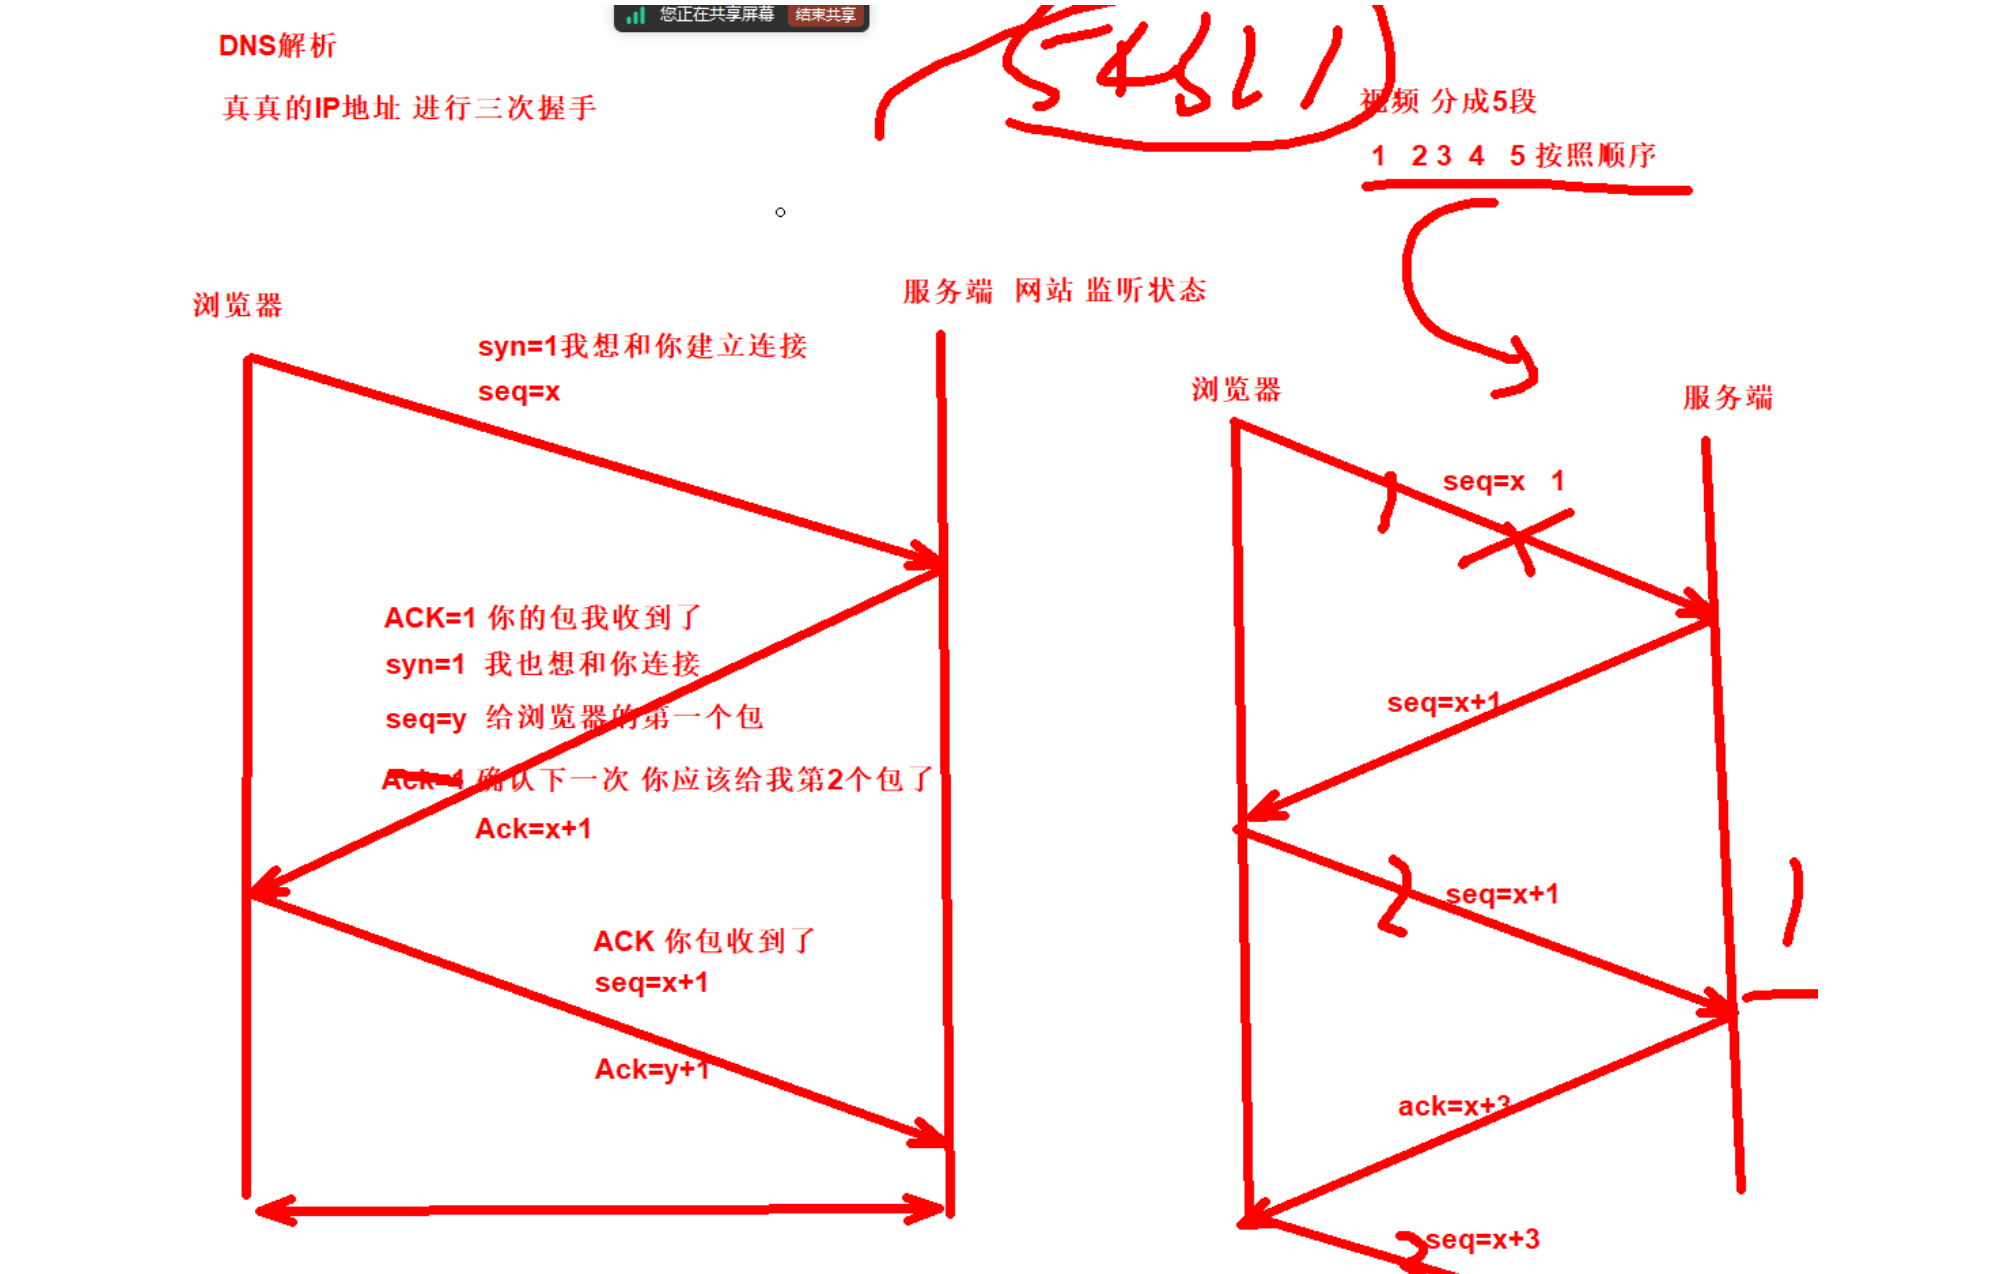 您正在共享屏幕 结束共享
DNS解析
真真的IP地址 进行三次握手
54321
视频 分成5段
1 2 3 4 5 按照顺序
浏览器
服务端 网站 监听状态
syn=1我想和你建立连接
seq=x
ACK=1 你的包我收到了
syn=1 我也想和你连接
seq=y 给浏览器的第一个包
Ack=1 确认下一次 你应该给我第2个包了
Ack=x+1
ACK 你包收到了
seq=x+1
Ack=y+1
浏览器
服务端
seq=x 1
1
seq=x+1
2
seq=x+1
1
ack=x+3
seq=x+3